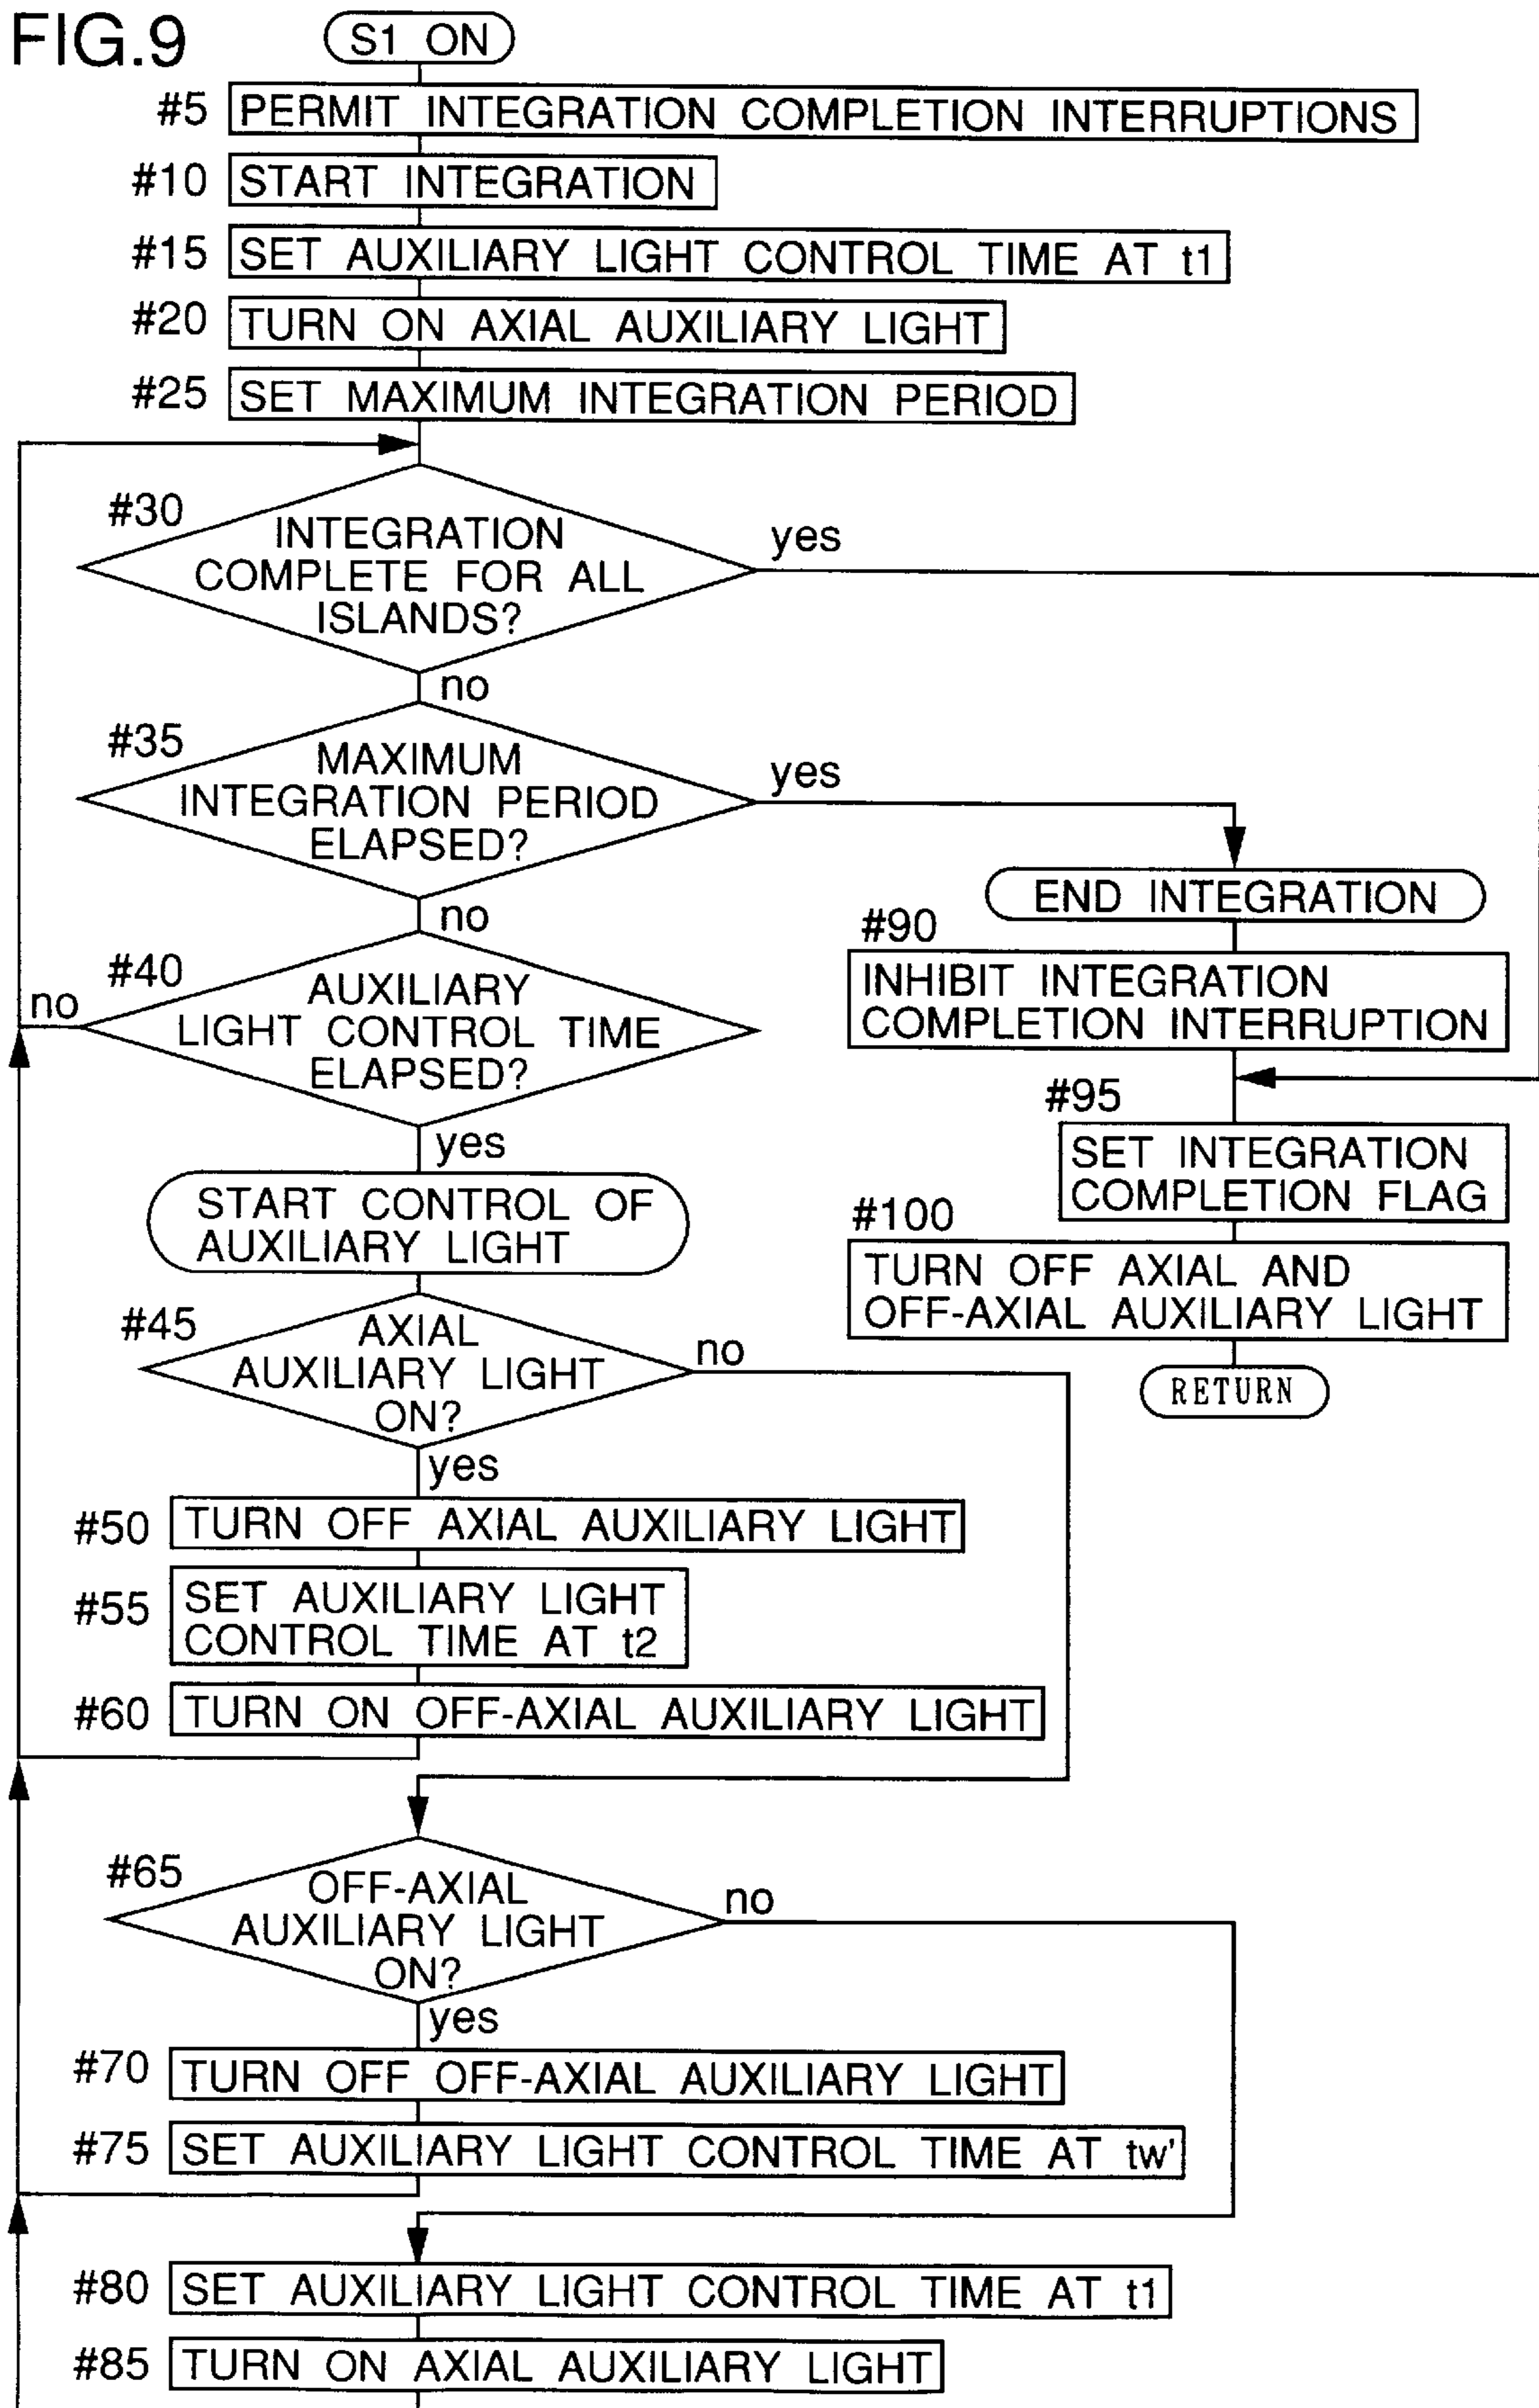 FIG.9
S1 ON
#5 PERMIT INTEGRATION COMPLETION INTERRUPTIONS
#10 START INTEGRATION
#15 SET AUXILIARY LIGHT CONTROL TIME AT t1
#20 TURN ON AXIAL AUXILIARY LIGHT
#25 SET MAXIMUM INTEGRATION PERIOD
#30
INTEGRATION
COMPLETE FOR ALL
ISLANDS?
yes
no
#35
MAXIMUM
INTEGRATION PERIOD
ELAPSED?
yes
no
#40
AUXILIARY
LIGHT CONTROL TIME
ELAPSED?
no
yes
START CONTROL OF
AUXILIARY LIGHT
#45
AXIAL
AUXILIARY LIGHT
ON?
no
yes
#50 TURN OFF AXIAL AUXILIARY LIGHT
#55
SET AUXILIARY LIGHT
CONTROL TIME AT t2
#60 TURN ON OFF-AXIAL AUXILIARY LIGHT
#65
OFF-AXIAL
AUXILIARY LIGHT
ON?
no
yes
#70 TURN OFF OFF-AXIAL AUXILIARY LIGHT
#75 SET AUXILIARY LIGHT CONTROL TIME AT tw'
#80 SET AUXILIARY LIGHT CONTROL TIME AT t1
#85 TURN ON AXIAL AUXILIARY LIGHT
END INTEGRATION
#90
INHIBIT INTEGRATION
COMPLETION INTERRUPTION
#95
SET INTEGRATION
COMPLETION FLAG
#100
TURN OFF AXIAL AND
OFF-AXIAL AUXILIARY LIGHT
RETURN